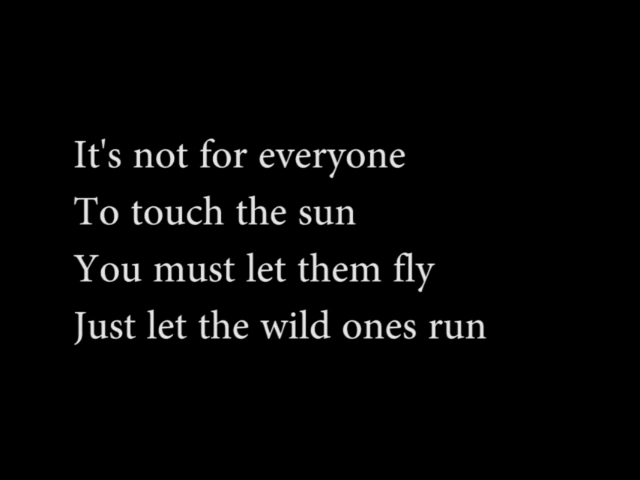 It's not for everyone
To touch the sun
You must let them fly
Just let the wild ones run